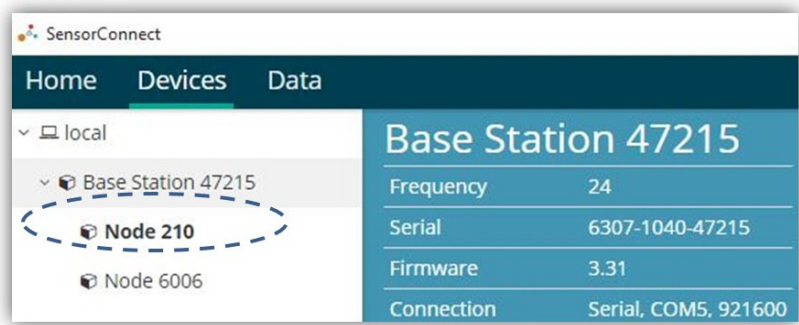 SensorConnect
Home Devices Data
local
Base Station 47215
Node 210
Node 6006
Base Station 47215
Frequency 24
Serial 6307-1040-47215
Firmware 3.31
Connection Serial, COM5, 921600